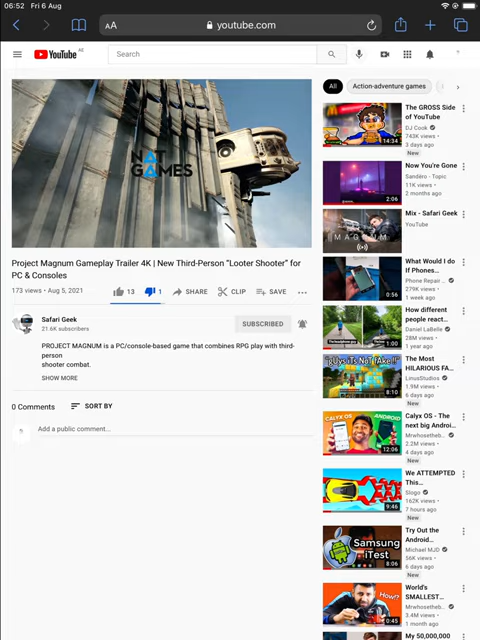 06:52 Fri 6 Aug
AA
youtube.com
YouTube AE
Search
All
Action-adventure games
NA
GAMES
Project Magnum Gameplay Trailer 4K | New Third-Person "Looter Shooter" for
PC & Consoles
173 views • Aug 5, 2021
13
1
SHARE
CLIP
SAVE
Safari Geek
21.6K subscribers
SUBSCRIBED
PROJECT MAGNUM is a PC/console-based game that combines RPG play with third-
person
shooter combat.
SHOW MORE
0 Comments
SORT BY
Add a public comment...
14:34
The GROSS Side
of YouTube
DJ Cook
743K views •
3 days ago
New
2:06
Now You're Gone
Sandéro - Topic
11K views •
2 months ago
MAGNUM
Mix - Safari Geek
YouTube
0:56
What Would I do
If Phones...
Phone Repair ...
279K views •
1 week ago
1:00
How different
people react...
Daniel LaBelle
28M views •
1 year ago
"gUys iTs NoT fAke!!"
8:10
The Most
HILARIOUS FA...
LinusStudios
1.9M views •
6 days ago
New
CALYX OS
ANDROID
12:06
Calyx OS - The
next big Androi...
Mrwhosetheb...
2.2M views •
4 days ago
New
9:46
We ATTEMPTED
This...
Slogo
162K views •
7 hours ago
New
Samsung
iTest
8:06
Try Out the
Android...
Michael MJD
56K views •
6 days ago
New
HOW!?
0:45
World's
SMALLEST...
Mrwhosetheb...
3.4M views •
1 month ago
My 50,000,000